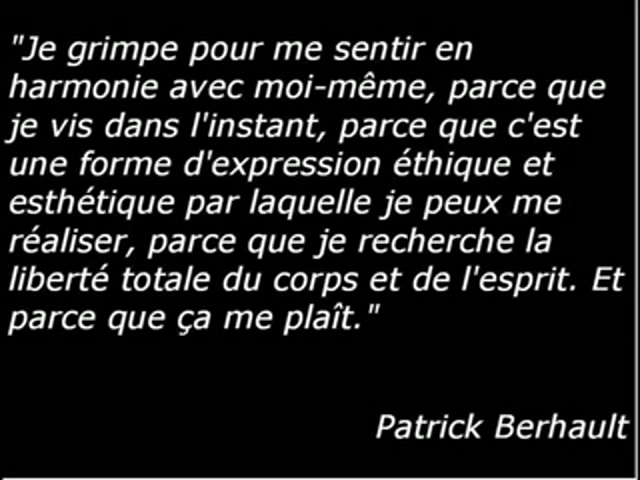 "Je grimpe pour me sentir en
harmonie avec moi-même, parce que
je vis dans l'instant, parce que c'est
une forme d'expression éthique et
esthétique par laquelle je peux me
réaliser, parce que je recherche la
liberté totale du corps et de l'esprit. Et
parce que ça me plaît."
Patrick Berhault